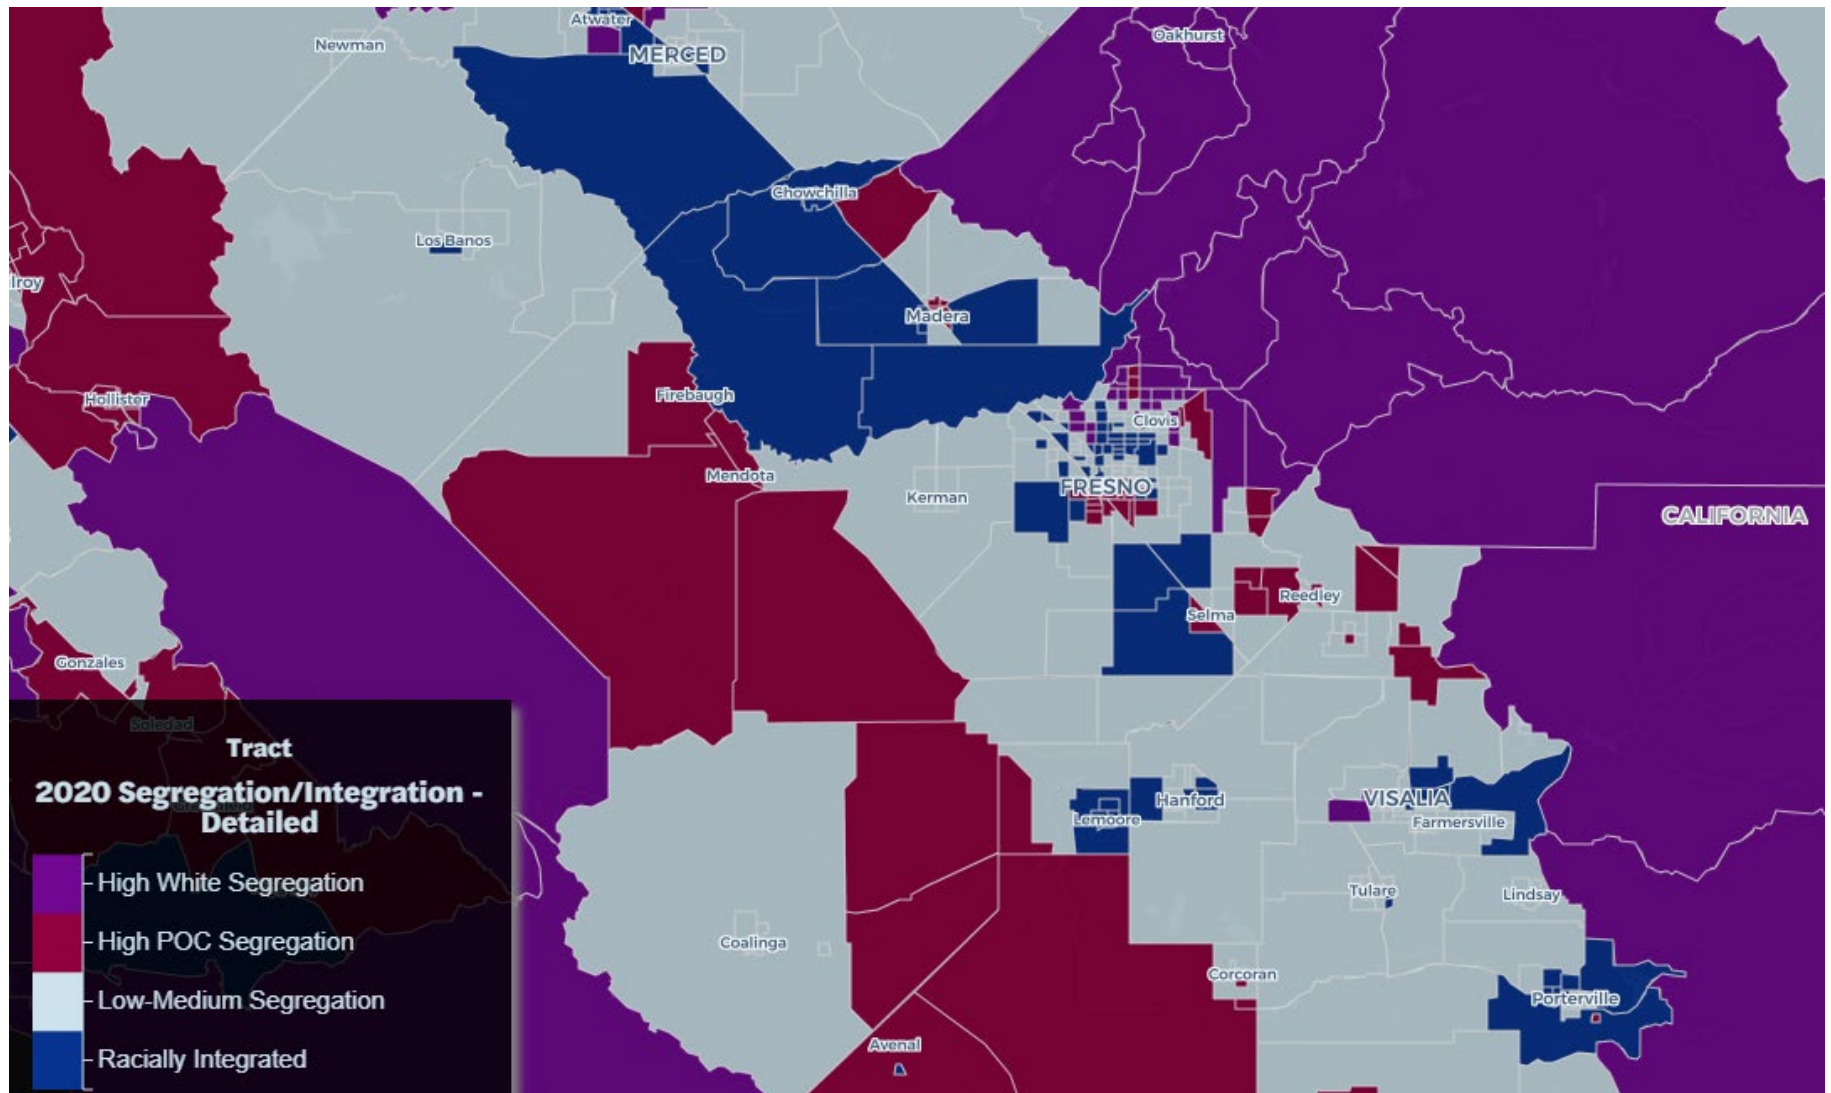 Atwater
Newman
Oakhurst
MERCED
Chowchilla
Los Banos
lroy
Madera
Firebaugh
Hollister
Clovis
Mendota
FRESNO
Kerman
CALIFORNIA
Reedley
Selma
Gonzales
Soledad
Tract
2020 Segregation/Integration -
Detailed
High White Segregation
High POC Segregation
Low-Medium Segregation
Racially Integrated
Hanford
VISALIA
Lemoore
Farmersville
Tulare
Lindsay
Coalinga
Corcoran
Porterville
Avenal